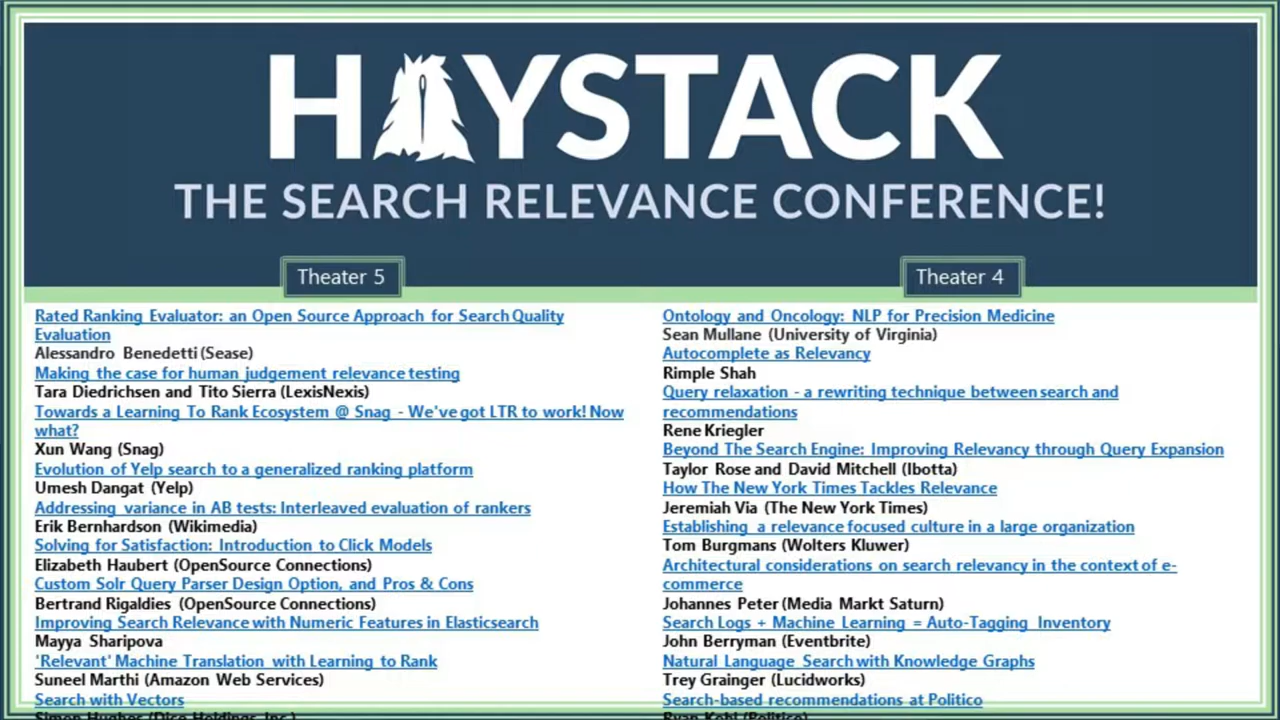 HAYSTACK
THE SEARCH RELEVANCE CONFERENCE!
Theater 5
Rated Ranking Evaluator: an Open Source Approach for Search Quality
Evaluation
Alessandro Benedetti (Sease)
Making the case for human judgement relevance testing
Tara Diedrichsen and Tito Sierra (LexisNexis)
Towards a Learning To Rank Ecosystem @ Snag - We've got LTR to work! Now
what?
Xun Wang (Snag)
Evolution of Yelp search to a generalized ranking platform
Umesh Dangat (Yelp)
Addressing variance in AB tests: Interleaved evaluation of rankers
Erik Bernhardson (Wikimedia)
Solving for Satisfaction: Introduction to Click Models
Elizabeth Haubert (OpenSource Connections)
Custom Solr Query Parser Design Option, and Pros & Cons
Bertrand Rigaldies (OpenSource Connections)
Improving Search Relevance with Numeric Features in Elasticsearch
Mayya Sharipova
'Relevant' Machine Translation with Learning to Rank
Suneel Marthi (Amazon Web Services)
Search with Vectors
Simon Hughes (Dice Holdings Inc.)
Theater 4
Ontology and Oncology: NLP for Precision Medicine
Sean Mullane (University of Virginia)
Autocomplete as Relevancy
Rimple Shah
Query relaxation - a rewriting technique between search and
recommendations
Rene Kriegler
Beyond The Search Engine: Improving Relevancy through Query Expansion
Taylor Rose and David Mitchell (Ibotta)
How The New York Times Tackles Relevance
Jeremiah Via (The New York Times)
Establishing a relevance focused culture in a large organization
Tom Burgmans (Wolters Kluwer)
Architectural considerations on search relevancy in the context of e-
commerce
Johannes Peter (Media Markt Saturn)
Search Logs + Machine Learning = Auto-Tagging Inventory
John Berryman (Eventbrite)
Natural Language Search with Knowledge Graphs
Trey Grainger (Lucidworks)
Search-based recommendations at Politico
Ryan Kohl (Politico)